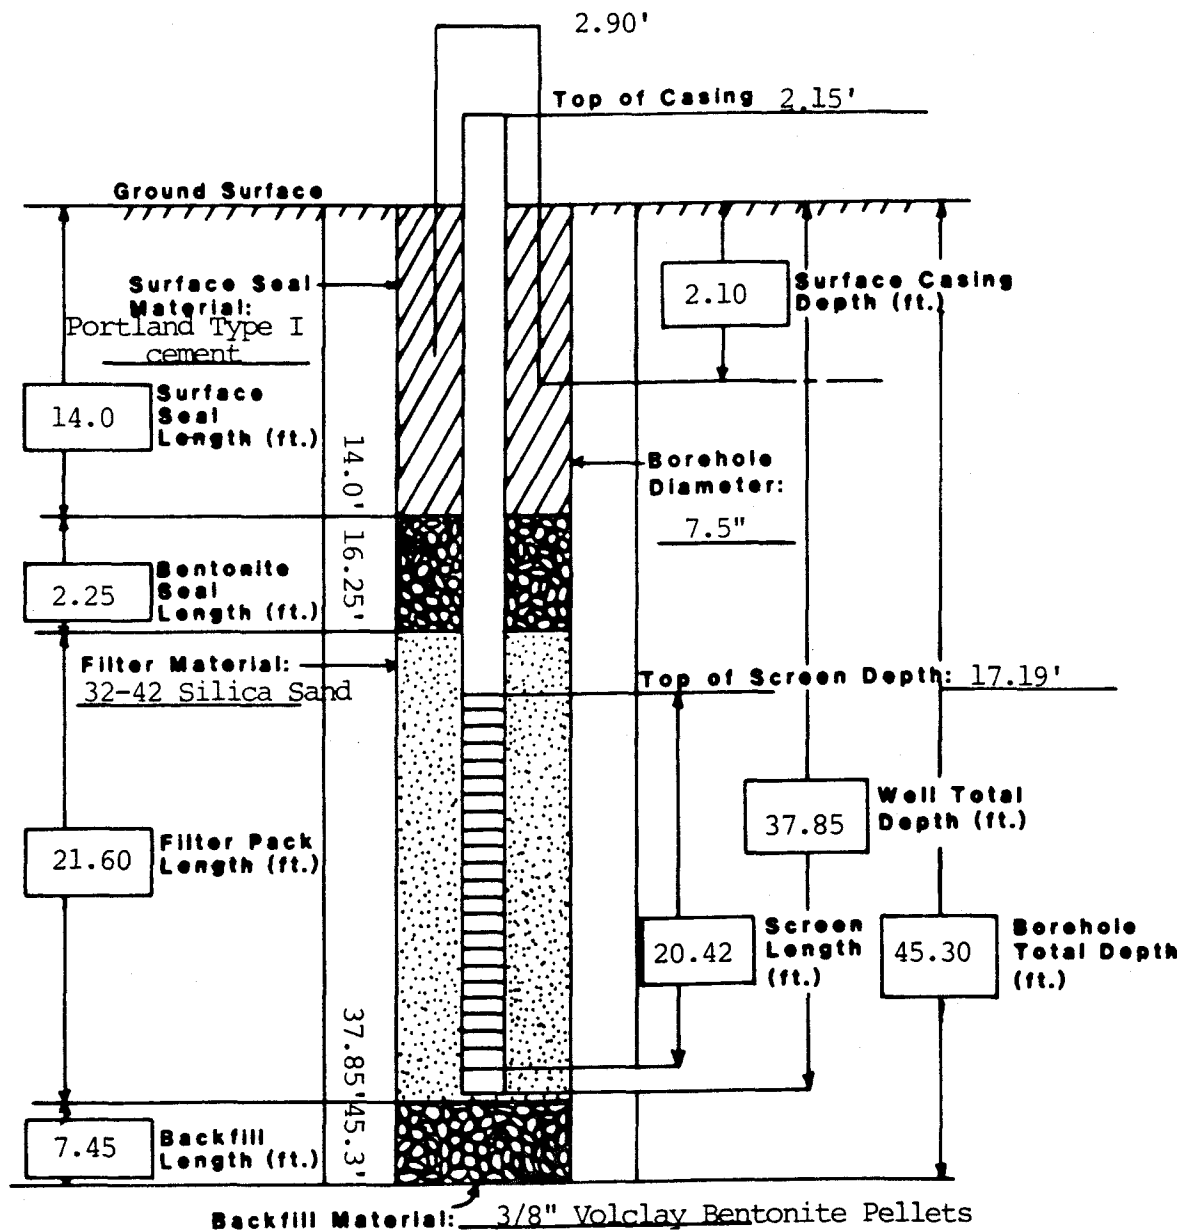 2.90'
Top of Casing 2.15'
Ground Surface
Surface Seal
Material:
Portland Type I
cement
2.10
Surface Casing
Depth (ft.)
14.0
Surface
Seal
Length (ft.)
14.0'
Borehole
Diameter:
7.5"
2.25
Bentonite
Seal
Length (ft.)
16.25'
Filter Material:
32-42 Silica Sand
Top of Screen Depth: 17.19'
37.85
Well Total
Depth (ft.)
21.60
Filter Pack
Length (ft.)
20.42
Screen
Length
(ft.)
45.30
Borehole
Total Depth
(ft.)
37.85'
45.3'
7.45
Backfill
Length (ft.)
Backfill Material: 3/8" Volclay Bentonite Pellets